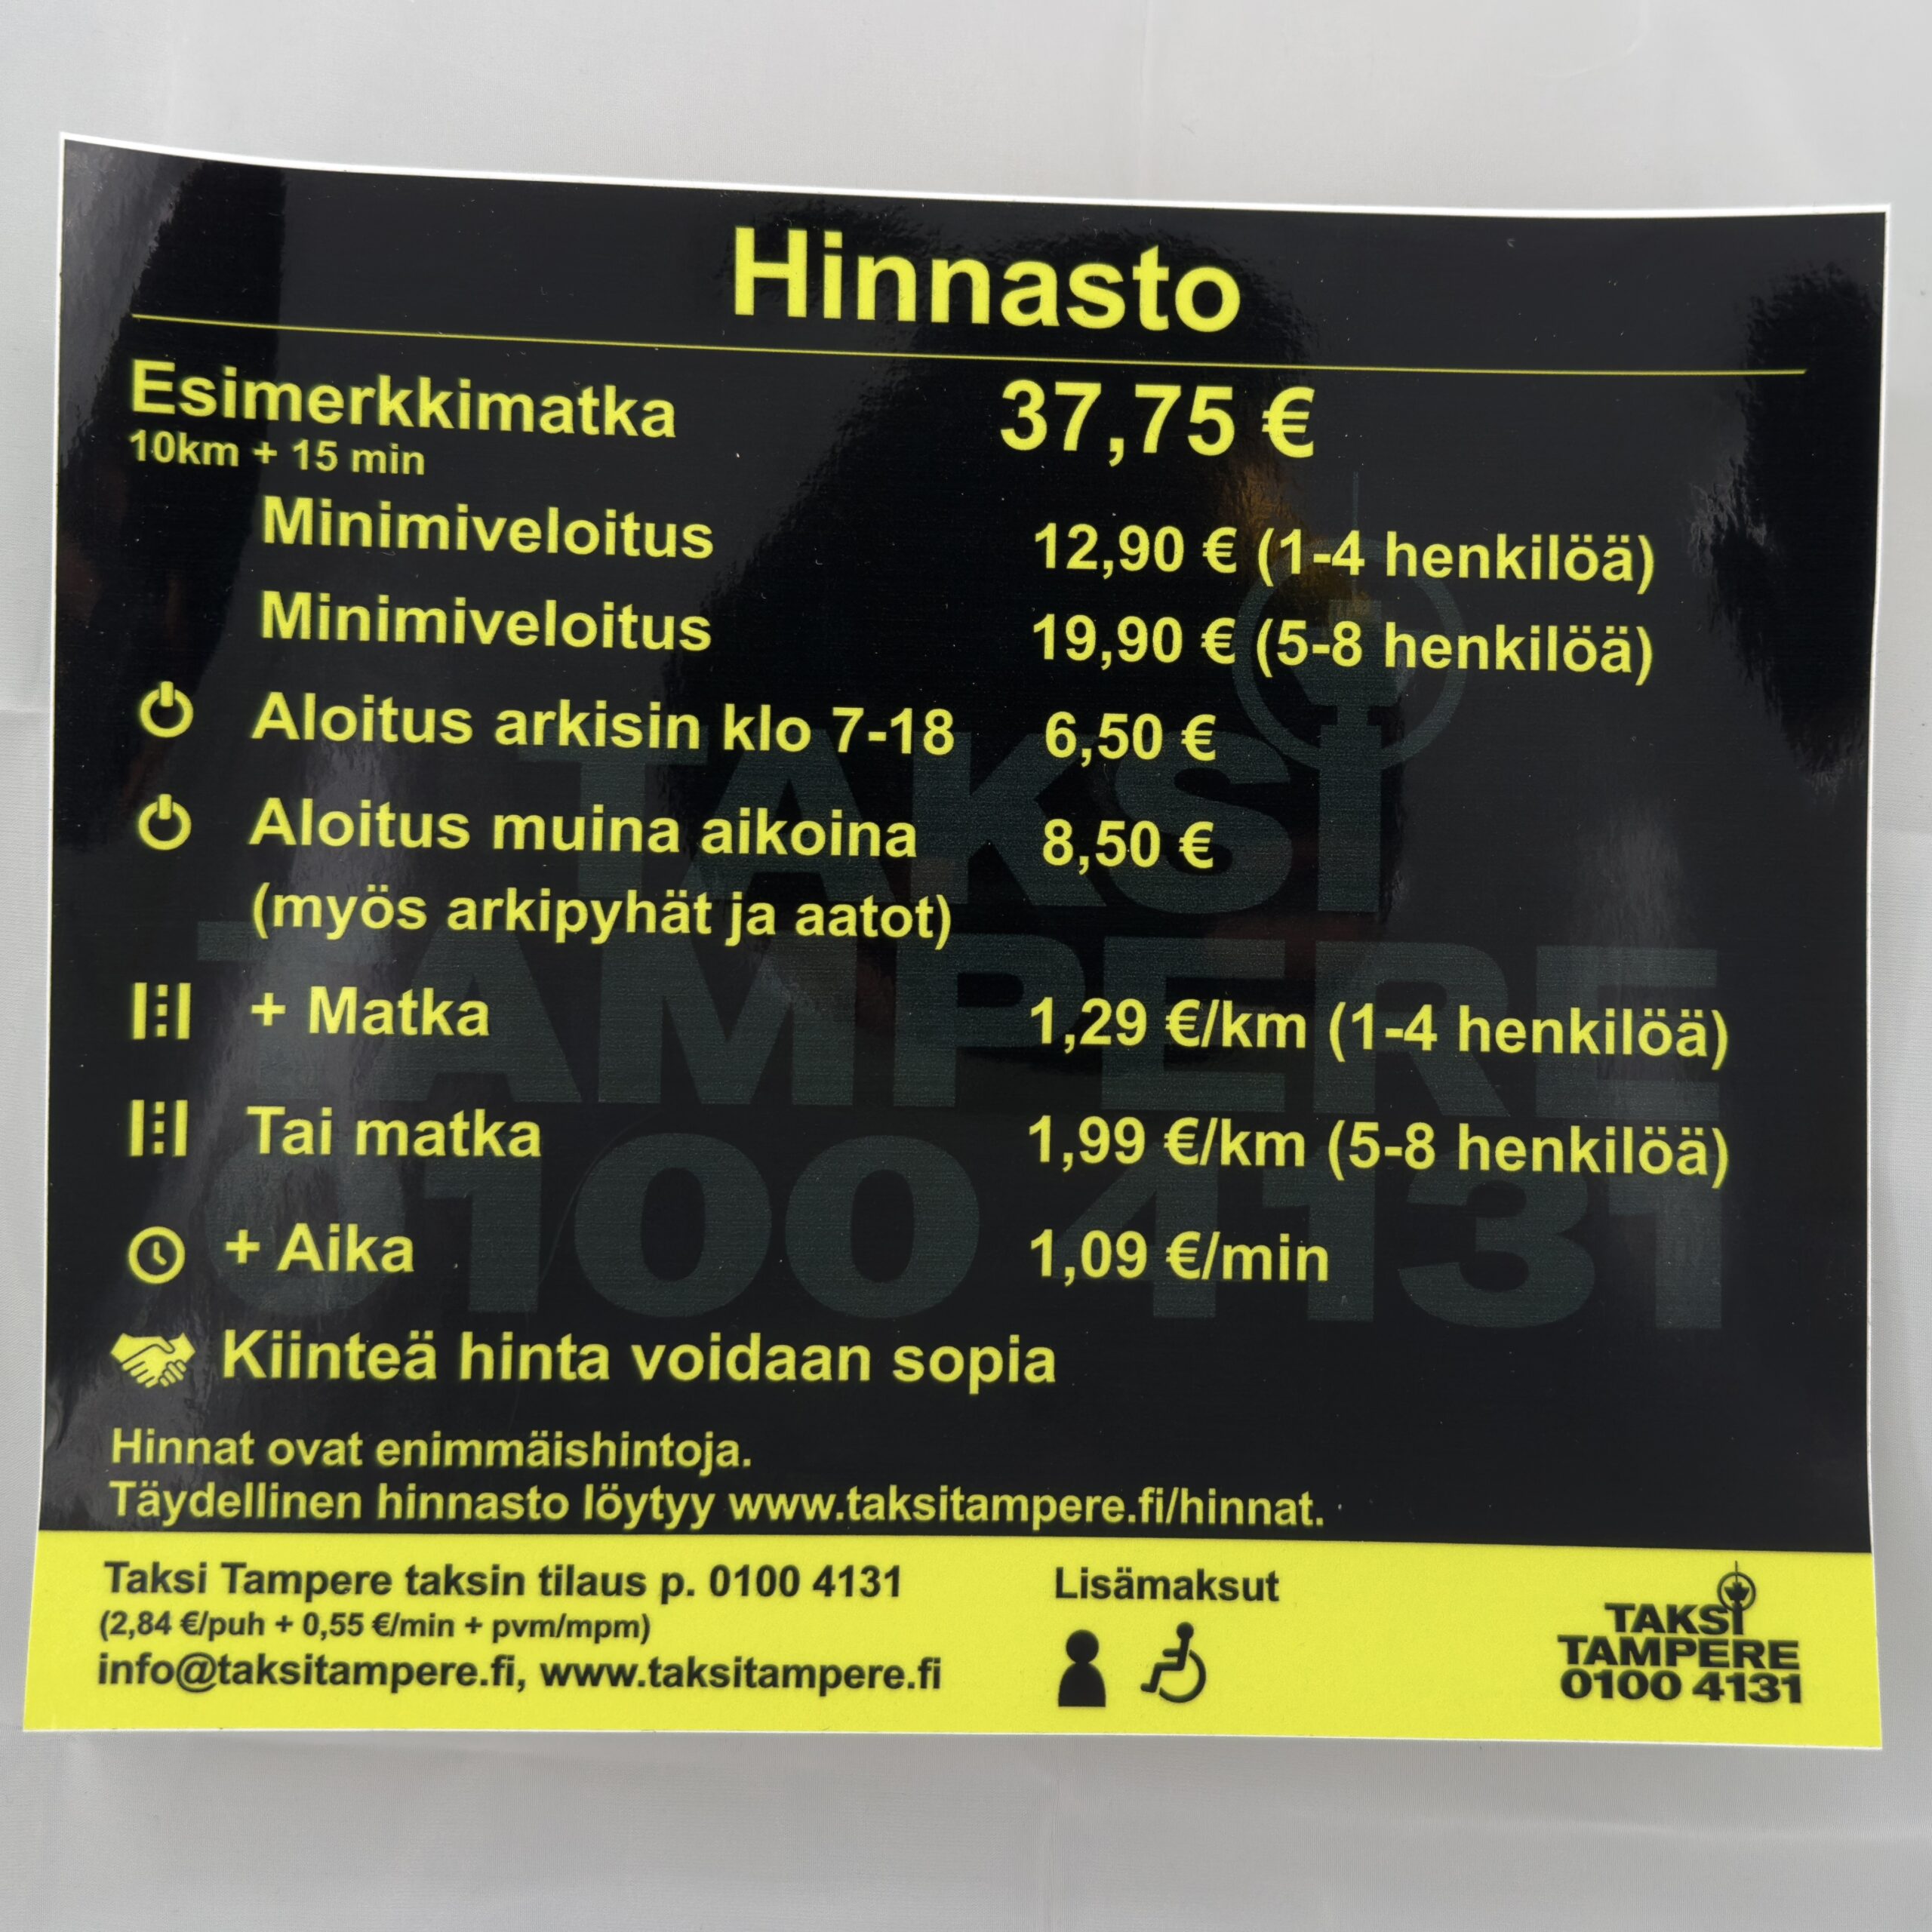 Hinnasto
Esimerkkimatka 37,75 €
10km + 15 min
Minimiveloitus 12,90 € (1-4 henkilöä)
Minimiveloitus 19,90 € (5-8 henkilöä)
Aloitus arkisin klo 7-18 6,50 €
Aloitus muina aikoina 8,50 €
(myös arkipyhät ja aatot)
+ Matka 1,29 €/km (1-4 henkilöä)
Tai matka 1,99 €/km (5-8 henkilöä)
+ Aika 1,09 €/min
Kiinteä hinta voidaan sopia
Hinnat ovat enimmäishintoja.
Täydellinen hinnasto löytyy www.taksitampere.fi/hinnat.
TAKSI
TAMPERE
0100 4131
Taksi Tampere taksin tilaus p. 0100 4131
(2,84 €/puh + 0,55 €/min + pvm/mpm)
info@taksitampere.fi, www.taksitampere.fi
Lisämaksut
TAKSI
TAMPERE
0100 4131